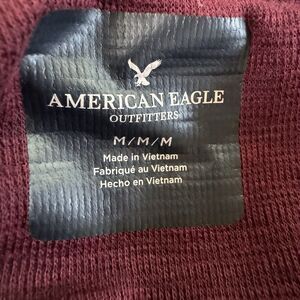 AMERICAN EAGLE
OUTFITTERS
M/M/M
Made in Vietnam
Fabriqué au Vietnam
Hecho en Vietnam